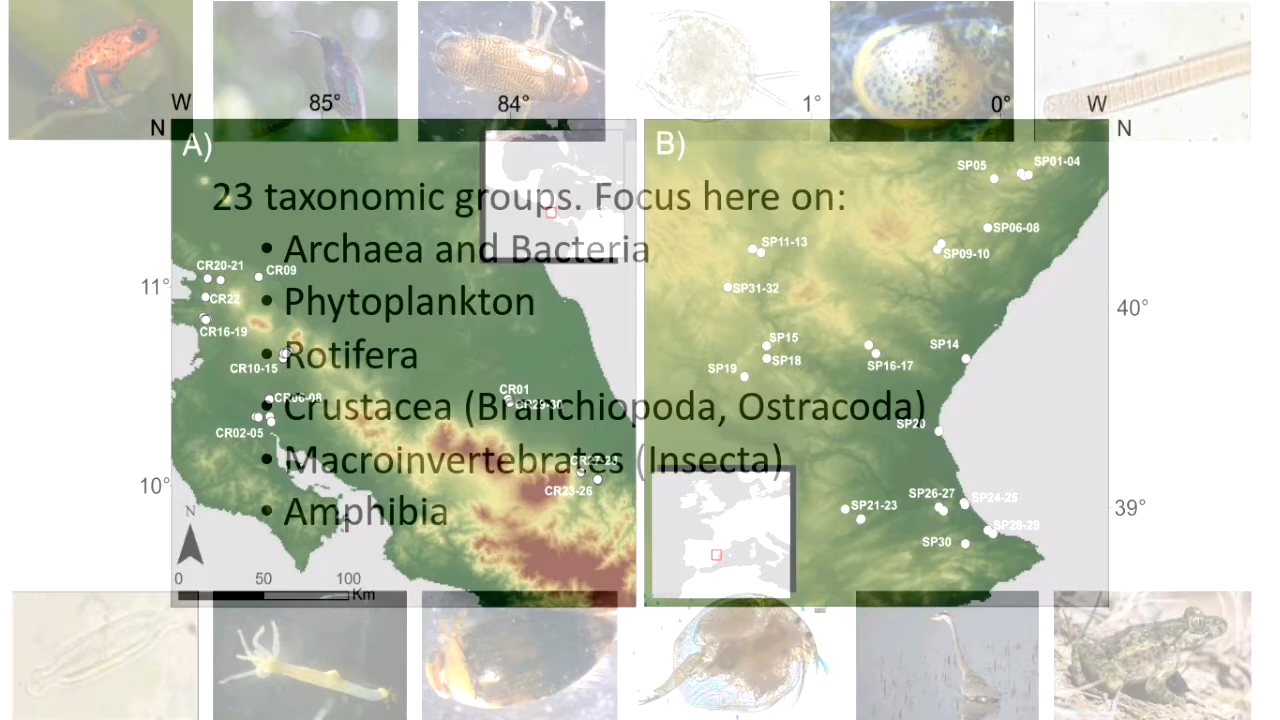 W
85°
84°
1°
0°
W
N
N
A)
B)
23 taxonomic groups. Focus here on:
• Archaea and Bacteria
• Phytoplankton
• Rotifera
• Crustacea (Branchiopoda, Ostracoda)
• Macroinvertebrates (Insecta)
• Amphibia
CR20-21
CR09
11°
CR22
CR16-19
CR10-15
CR06-08
CR01
CR29-30
CR02-05
CR27-28
CR23-26
10°
N
0
50
100
Km
SP05
SP01-04
SP06-08
SP11-13
SP09-10
SP31-32
40°
SP15
SP14
SP18
SP16-17
SP19
SP20
SP26-27
SP24-25
SP21-23
39°
SP28-29
SP30